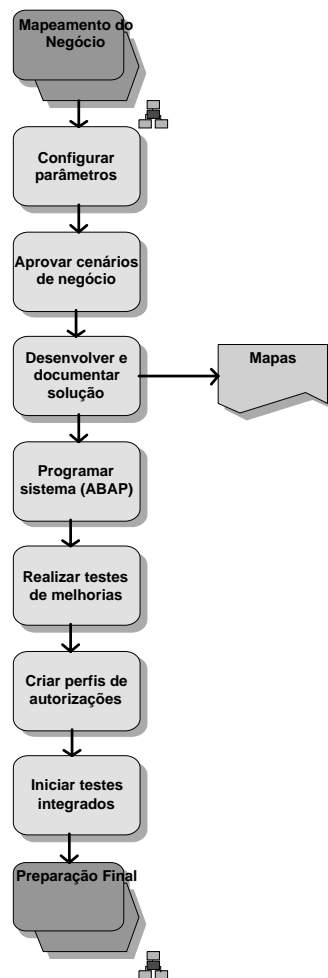 Mapeamento do
Negócio
Configurar
parâmetros
Aprovar cenários
de negócio
Desenvolver e
documentar
solução
Mapas
Programar
sistema (ABAP)
Realizar testes
de melhorias
Criar perfis de
autorizações
Iniciar testes
integrados
Preparação Final